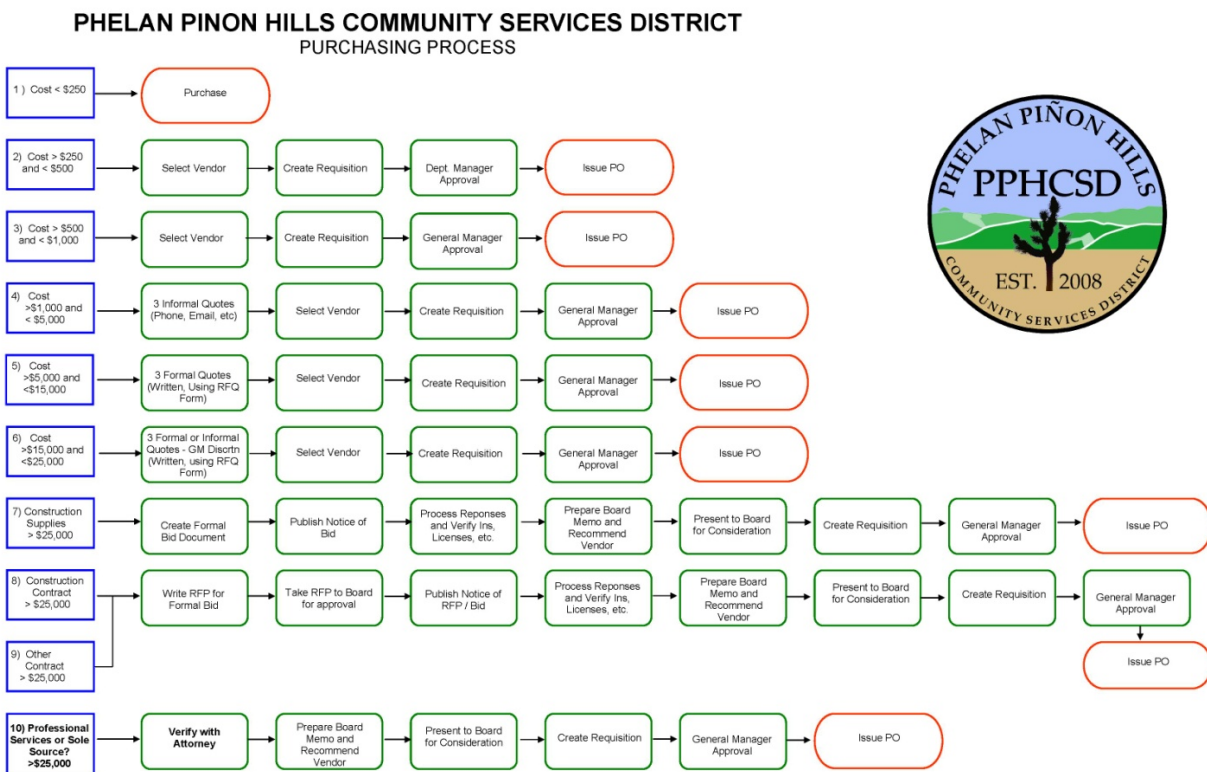 PHELAN PINON HILLS COMMUNITY SERVICES DISTRICT
PURCHASING PROCESS
1 ) Cost < $250
Purchase
2) Cost > $250
and < $500
Select Vendor
Create Requisition
Dept. Manager
Approval
Issue PO
3) Cost > $500
and < $1,000
Select Vendor
Create Requisition
General Manager
Approval
Issue PO
4) Cost
>$1,000 and
< $5,000
3 Informal Quotes
(Phone, Email, etc)
Select Vendor
Create Requisition
General Manager
Approval
Issue PO
5) Cost
>$5,000 and
<$15,000
3 Formal Quotes
(Written, Using RFQ
Form)
Select Vendor
Create Requisition
General Manager
Approval
Issue PO
6) Cost
>$15,000 and
<$25,000
3 Formal or Informal
Quotes - GM Discrtn
(Written, using RFQ
Form)
Select Vendor
Create Requisition
General Manager
Approval
Issue PO
7) Construction
Supplies
> $25,000
Create Formal
Bid Document
Publish Notice of
Bid
Process Reponses
and Verify Ins,
Licenses, etc.
Prepare Board
Memo and
Recommend
Vendor
Present to Board
for Consideration
Create Requisition
General Manager
Approval
Issue PO
8) Construction
Contract
> $25,000
Write RFP for
Formal Bid
Take RFP to Board
for approval
Publish Notice of
RFP / Bid
Process Reponses
and Verify Ins,
Licenses, etc.
Prepare Board
Memo and
Recommend
Vendor
Present to Board
for Consideration
Create Requisition
General Manager
Approval
Issue PO
9) Other
Contract
> $25,000
10) Professional
Services or Sole
Source?
>$25,000
Verify with
Attorney
Prepare Board
Memo and
Recommend
Vendor
Present to Board
for Consideration
Create Requisition
General Manager
Approval
Issue PO
PHELAN PIÑON HILLS
PPHCSD
EST. 2008
COMMUNITY SERVICES DISTRICT